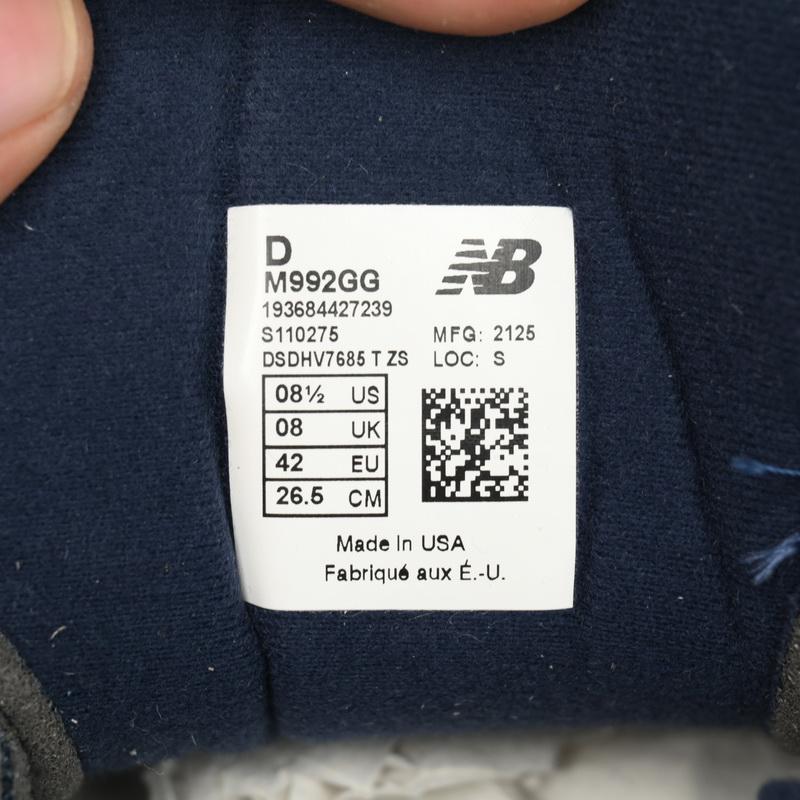 D
M992GG
NB
193684427239
S110275
MFG: 2125
DSDHV7685 T ZS
LOC: S
08½ US
08 UK
42 EU
26.5 CM
Made In USA
Fabriqué aux É.-U.